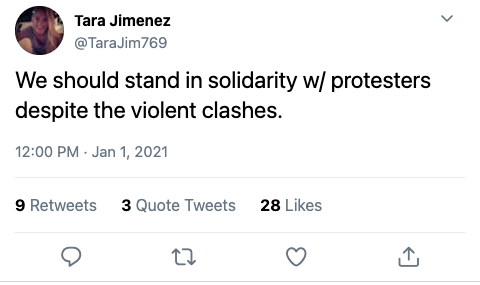 Tara Jimenez
@TaraJim769
We should stand in solidarity w/ protesters
despite the violent clashes.
12:00 PM · Jan 1, 2021
9 Retweets 3 Quote Tweets 28 Likes